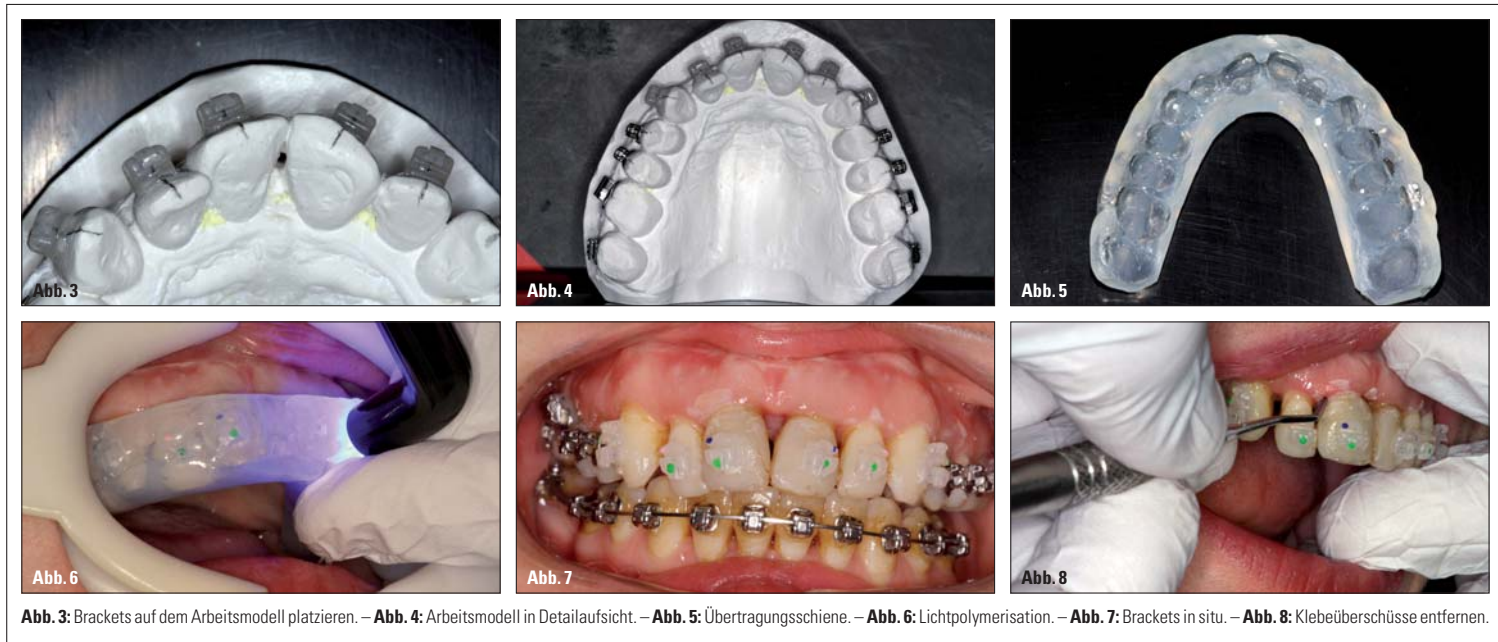 Abb. 3
Abb. 4
Abb. 5
Abb. 6
Abb. 7
Abb. 8
Abb. 3: Brackets auf dem Arbeitsmodell platzieren. – Abb. 4: Arbeitsmodell in Detailaufsicht. – Abb. 5: Übertragungsschiene. – Abb. 6: Lichtpolymerisation. – Abb. 7: Brackets in situ. – Abb. 8: Klebeüberschüsse entfernen.